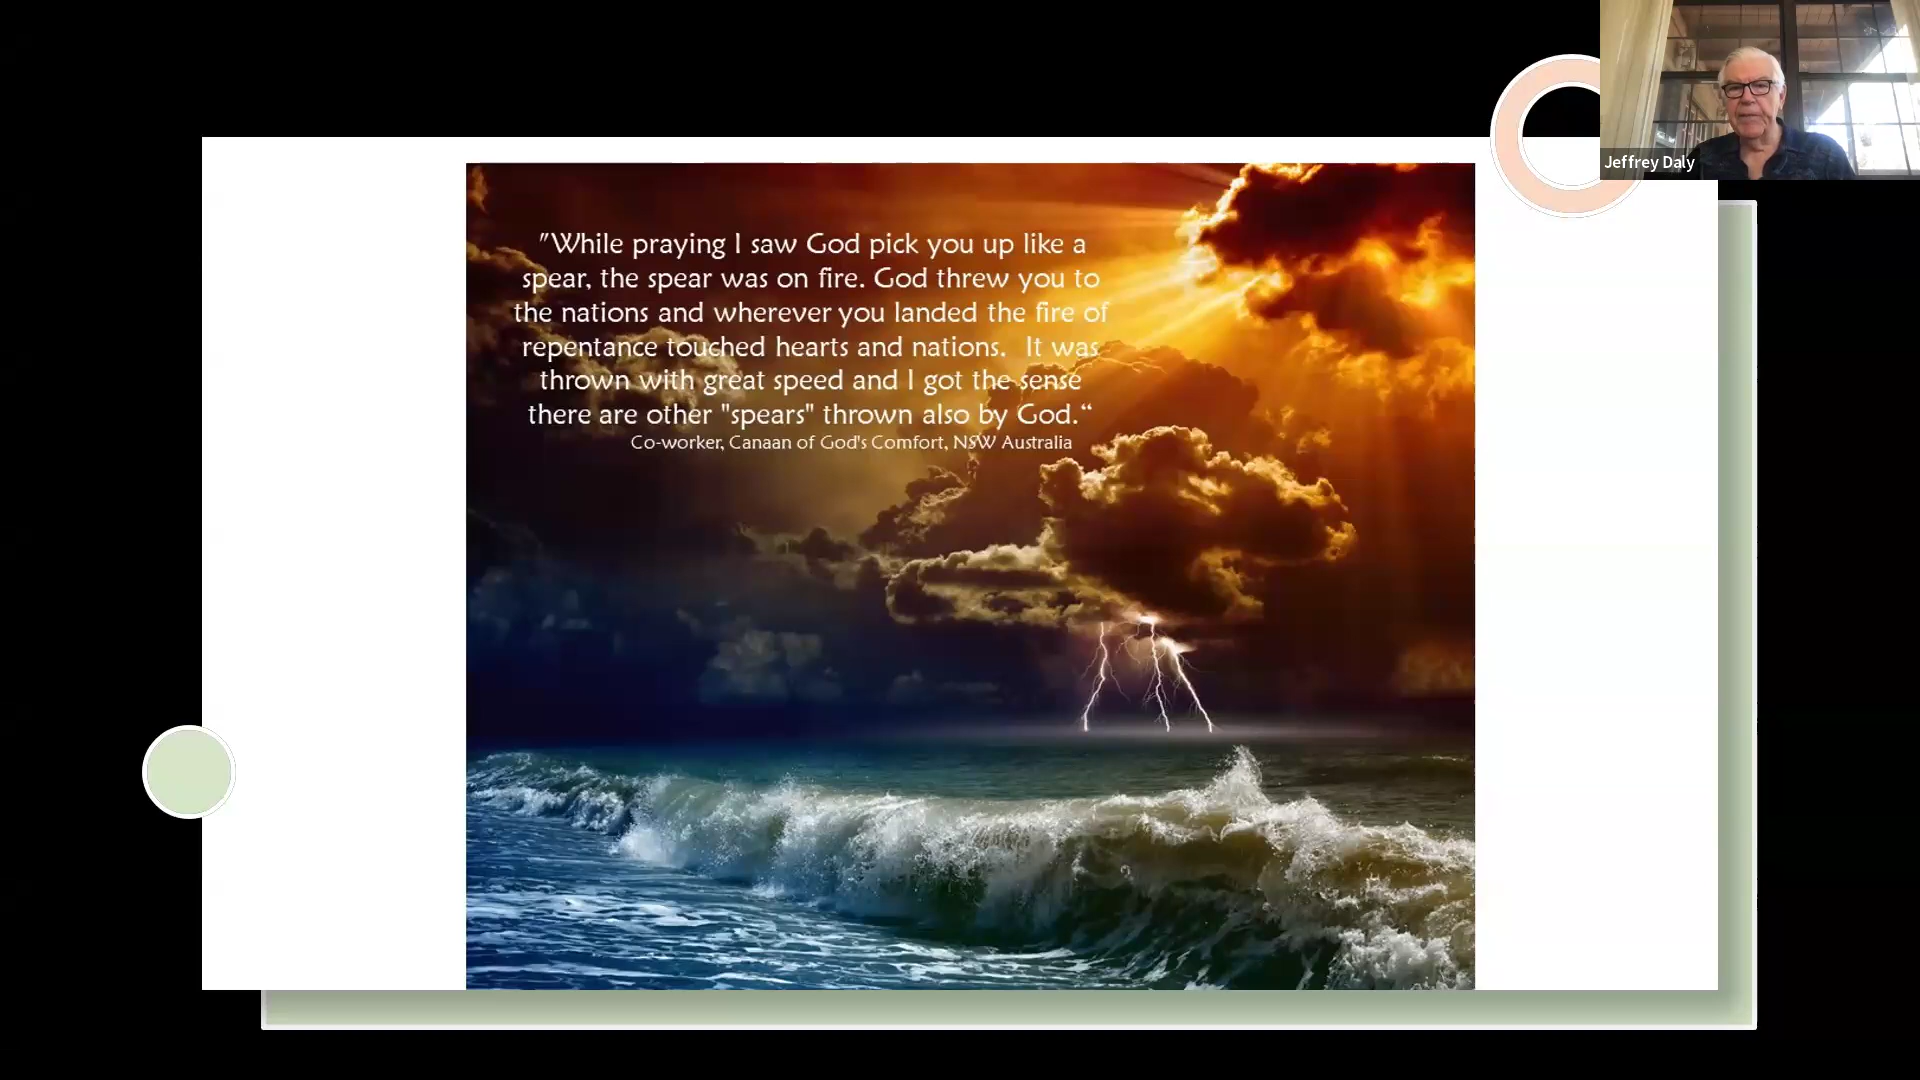 "While praying I saw God pick you up like a
spear, the spear was on fire. God threw you to
the nations and wherever you landed the fire of
repentance touched hearts and nations.  It was
thrown with great speed and I got the sense
there are other "spears" thrown also by God.“
Co-worker, Canaan of God's Comfort, NSW Australia
Jeffrey Daly